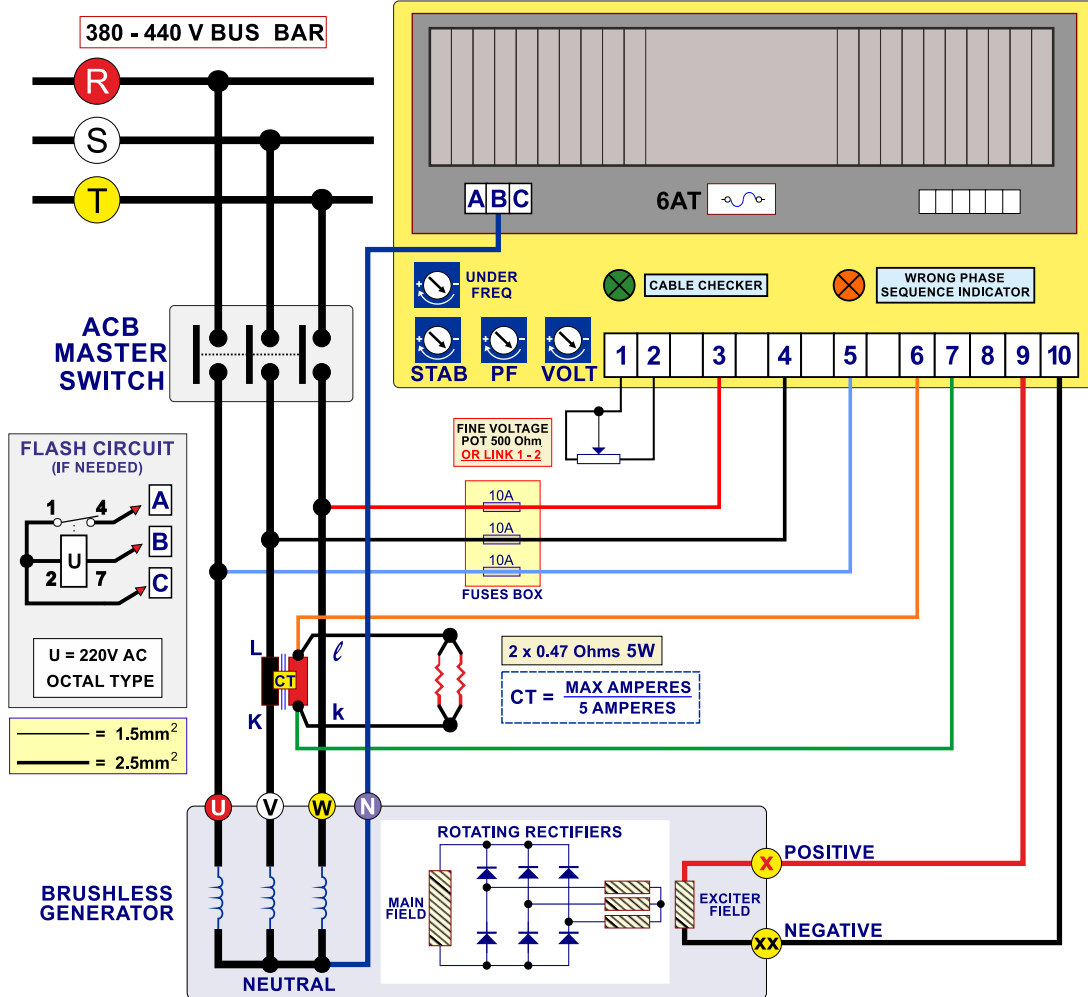 380 - 440 V BUS BAR
R
S
T
A B C
6AT
UNDER
FREQ
CABLE CHECKER
WRONG PHASE
SEQUENCE INDICATOR
STAB
PF
VOLT
1 2 3 4 5 6 7 8 9 10
ACB
MASTER
SWITCH
FINE VOLTAGE
POT 500 Ohm
OR LINK 1 - 2
FLASH CIRCUIT
(IF NEEDED)
1 4 A
U B
2 7 C
10A
10A
10A
FUSES BOX
U = 220V AC
OCTAL TYPE
L ℓ
CT
K k
2 x 0.47 Ohms 5W
CT = MAX AMPERES
5 AMPERES
= 1.5mm²
= 2.5mm²
U V W N
ROTATING RECTIFIERS
MAIN
FIELD
EXCITER
FIELD
X POSITIVE
XX NEGATIVE
BRUSHLESS
GENERATOR
NEUTRAL